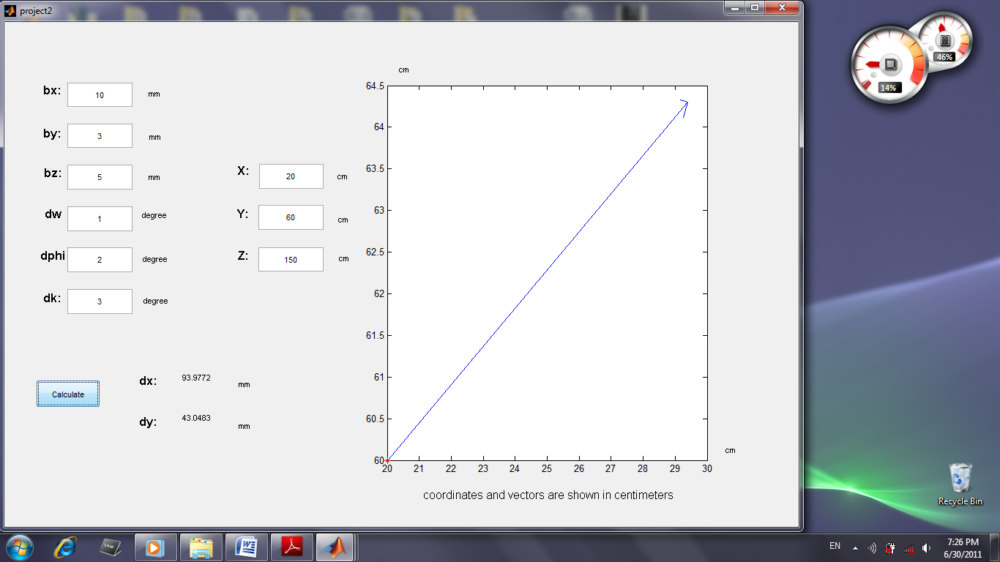 project2
bx: 10 mm
by: 3 mm
bz: 5 mm
dw 1 degree
dphi 2 degree
dk: 3 degree
X: 20 cm
Y: 60 cm
Z: 150 cm
Calculate
dx: 93.9772 mm
dy: 43.0483 mm
cm
64.5
64
63.5
63
62.5
62
61.5
61
60.5
60
20 21 22 23 24 25 26 27 28 29 30
cm
coordinates and vectors are shown in centimeters
14%
46%
Recycle Bin
EN
7:26 PM
6/30/2011